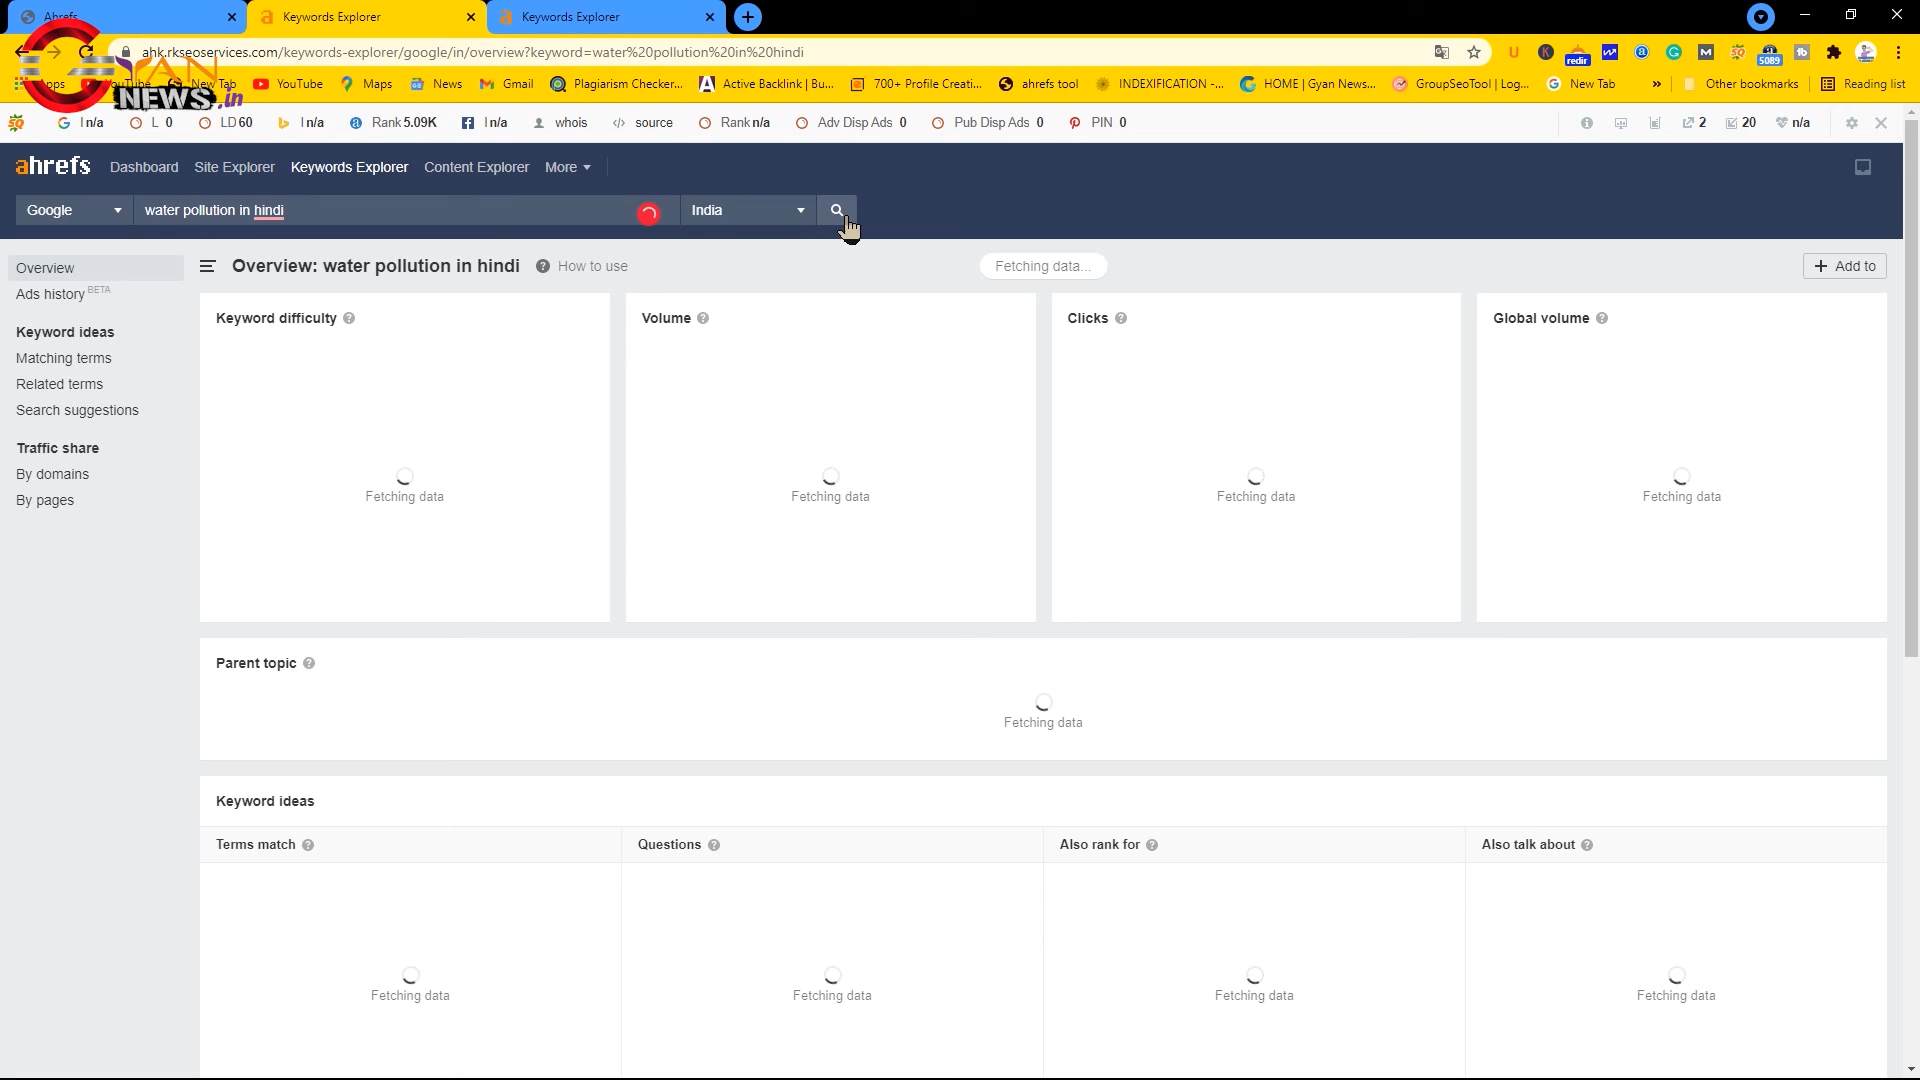 Ahrefs
Keywords Explorer
Keywords Explorer
ahk.rkseoservices.com/keywords-explorer/google/in/overview?keyword=water%20pollution%20in%20hindi
redir
5089
YouTube
New Tab
YouTube
Maps
News
Gmail
Plagiarism Checker...
Active Backlink | Bu...
700+ Profile Creati...
ahrefs tool
INDEXIFICATION -...
HOME | Gyan News...
GroupSeoTool | Log...
New Tab
»
Other bookmarks
Reading list
NEWS.in
I n/a
L 0
LD 60
I n/a
Rank 5.09K
I n/a
whois
source
Rank n/a
Adv Disp Ads 0
Pub Disp Ads 0
PIN 0
2
20
n/a
ahrefs
Dashboard
Site Explorer
Keywords Explorer
Content Explorer
More
Google
water pollution in hindi
India
Overview
Ads history BETA
Keyword ideas
Matching terms
Related terms
Search suggestions
Traffic share
By domains
By pages
Overview: water pollution in hindi
How to use
Fetching data...
+ Add to
Keyword difficulty
Fetching data
Volume
Fetching data
Clicks
Fetching data
Global volume
Fetching data
Parent topic
Fetching data
Keyword ideas
Terms match
Questions
Also rank for
Also talk about
Fetching data
Fetching data
Fetching data
Fetching data